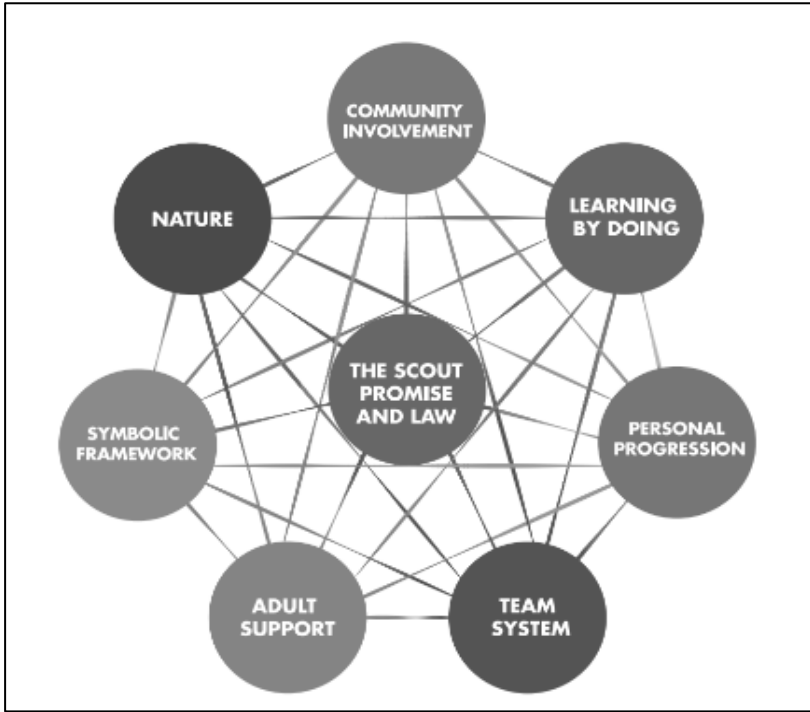 COMMUNITY
INVOLVEMENT
NATURE
LEARNING
BY DOING
THE SCOUT
PROMISE
AND LAW
SYMBOLIC
FRAMEWORK
PERSONAL
PROGRESSION
ADULT
SUPPORT
TEAM
SYSTEM